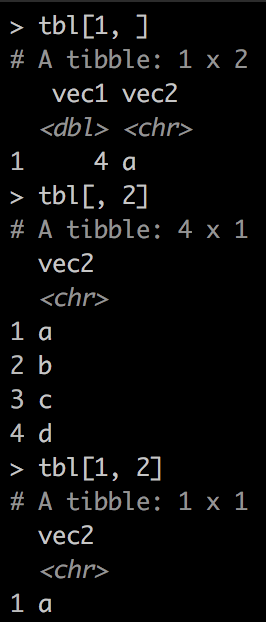 > tbl[1, ]
# A tibble: 1 x 2
   vec1 vec2
  <dbl> <chr>
1     4 a
> tbl[, 2]
# A tibble: 4 x 1
  vec2
  <chr>
1 a
2 b
3 c
4 d
> tbl[1, 2]
# A tibble: 1 x 1
  vec2
  <chr>
1 a